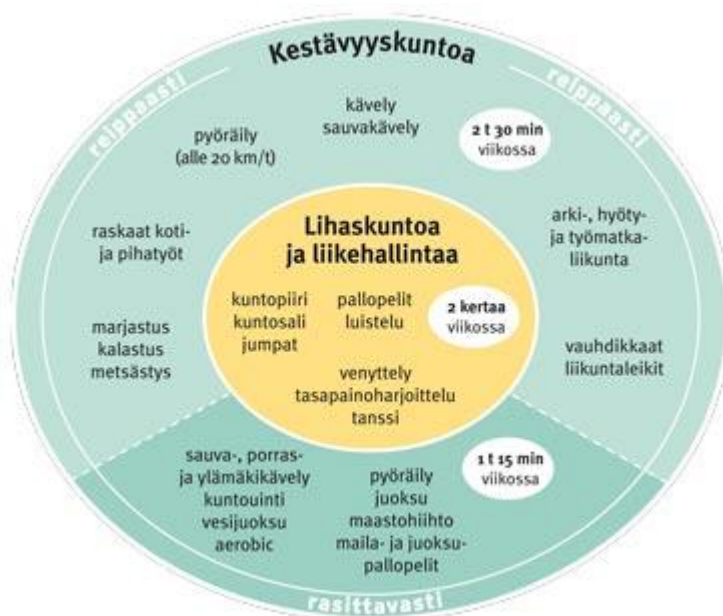 Kestävyyskuntoa
reippaasti
reippaasti
kävely
sauvakävely
2 t 30 min
viikossa
pyöräily
(alle 20 km/t)
raskaat koti-
ja pihatyöt
arki-, hyöty-
ja työmatka-
liikunta
marjastus
kalastus
metsästys
vauhdikkaat
liikuntaleikit
Lihaskuntoa
ja liikehallintaa
kuntopiiri
kuntosali
jumpat
pallopelit
luistelu
2 kertaa
viikossa
venyttely
tasapainoharjoittelu
tanssi
sauva-, porras-
ja ylämäkikävely
kuntouinti
vesijuoksu
aerobic
pyöräily
juoksu
maastohiihto
maila- ja juoksu-
pallopelit
1 t 15 min
viikossa
rasittavasti